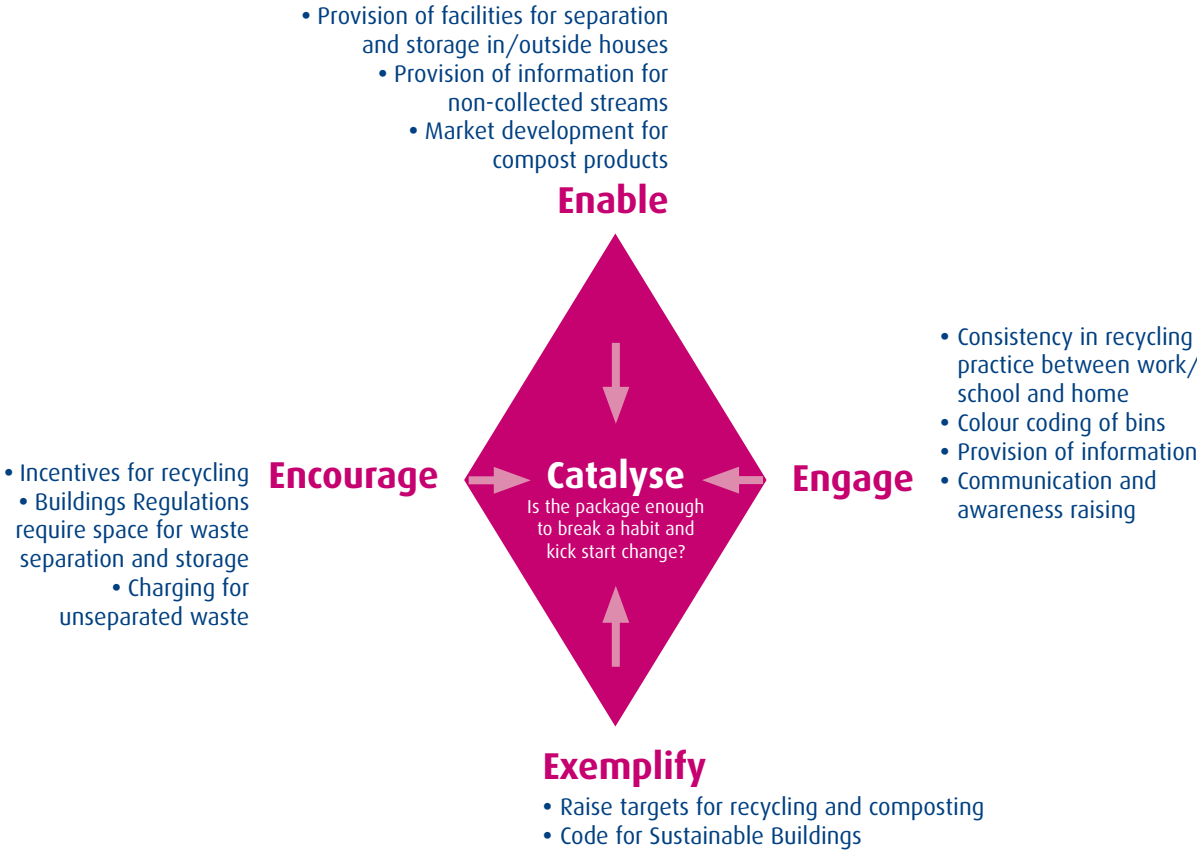 • Provision of facilities for separation
and storage in/outside houses
• Provision of information for
non-collected streams
• Market development for
compost products
Enable
• Incentives for recycling
• Buildings Regulations
require space for waste
separation and storage
• Charging for
unseparated waste
Encourage
Catalyse
Is the package enough
to break a habit and
kick start change?
Engage
• Consistency in recycling
practice between work/
school and home
• Colour coding of bins
• Provision of information
• Communication and
awareness raising
Exemplify
• Raise targets for recycling and composting
• Code for Sustainable Buildings